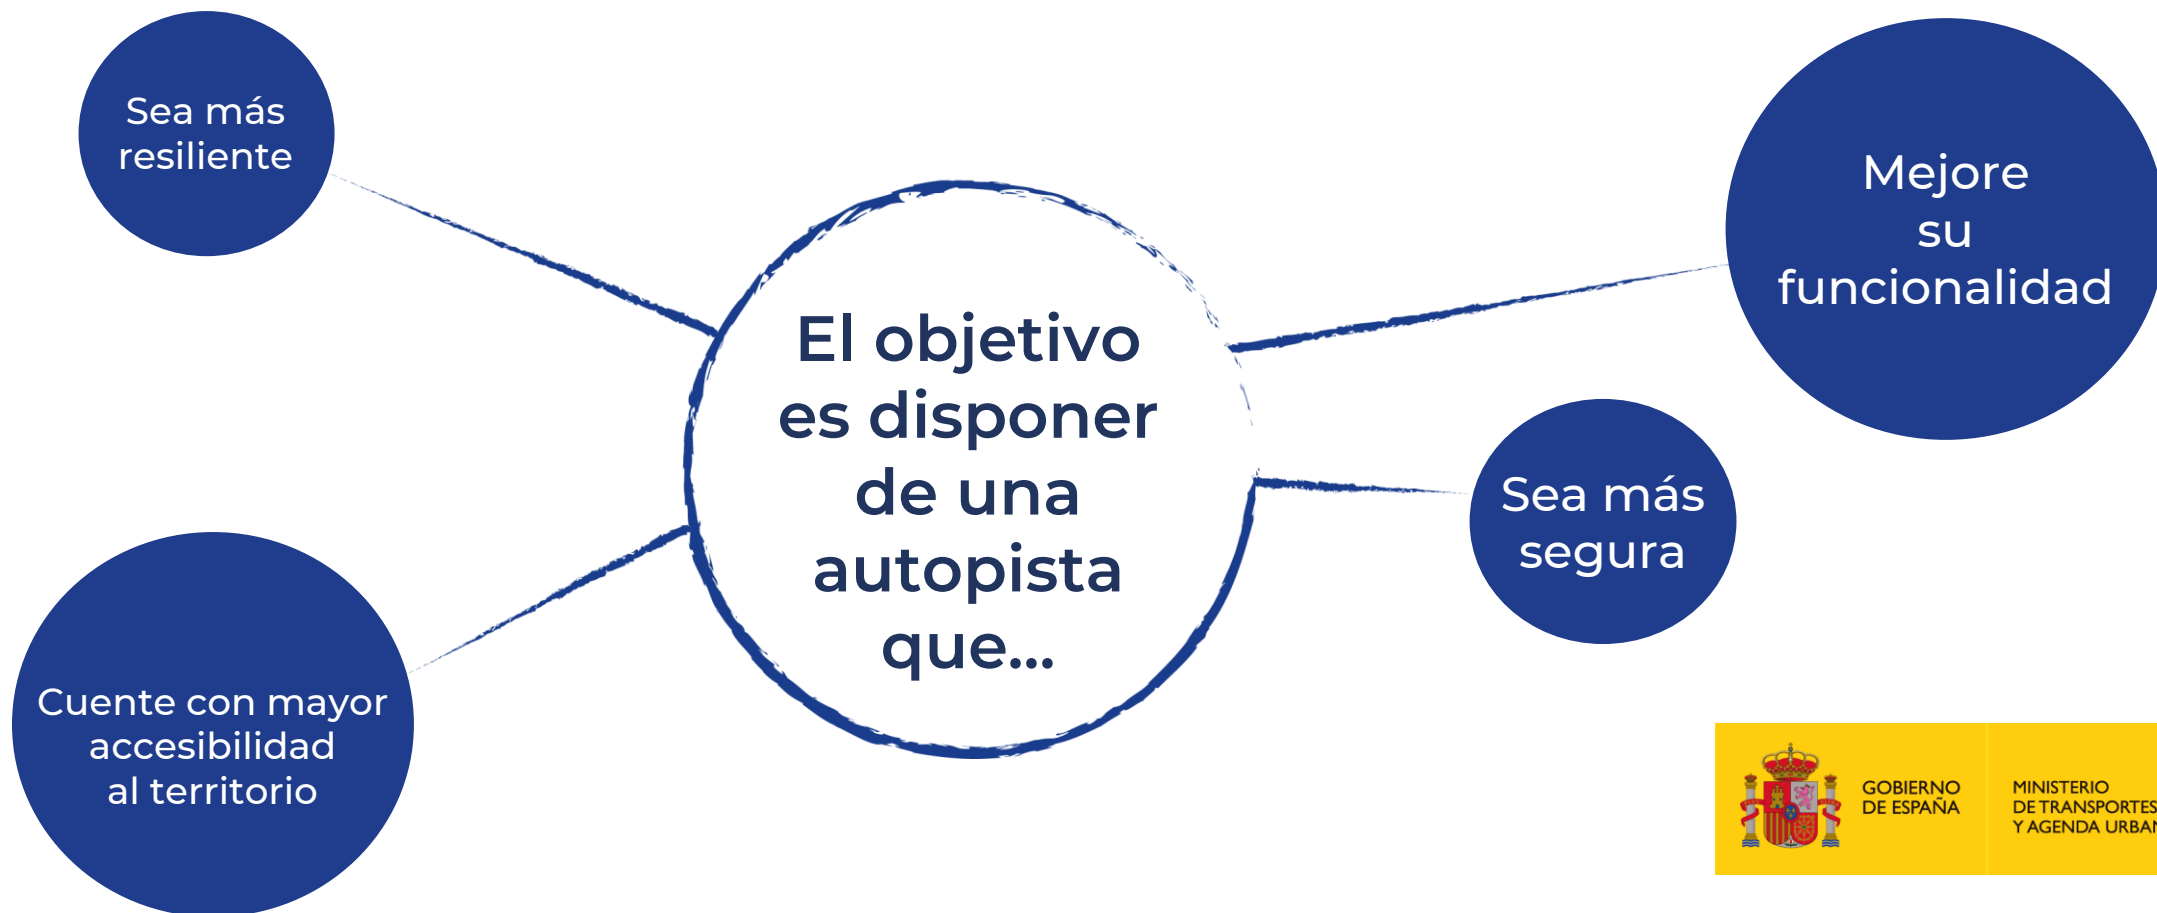 Sea más
resiliente
Mejore
su
funcionalidad
El objetivo
es disponer
de una
autopista
que...
Sea más
segura
Cuente con mayor
accesibilidad
al territorio
GOBIERNO
DE ESPAÑA
MINISTERIO
DE TRANSPORTES
Y AGENDA